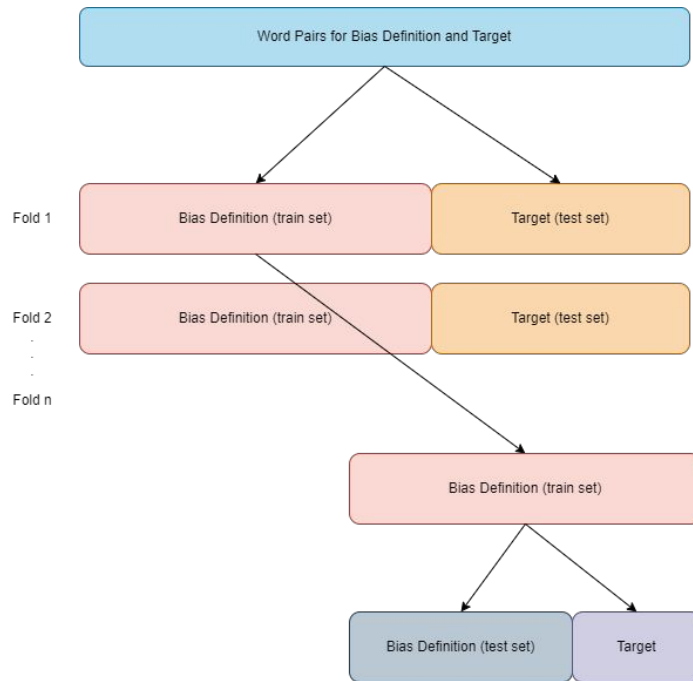 Word Pairs for Bias Definition and Target
Fold 1
Bias Definition (train set)
Target (test set)
Fold 2
Bias Definition (train set)
Target (test set)
.
.
.
Fold n
Bias Definition (train set)
Bias Definition (test set)
Target